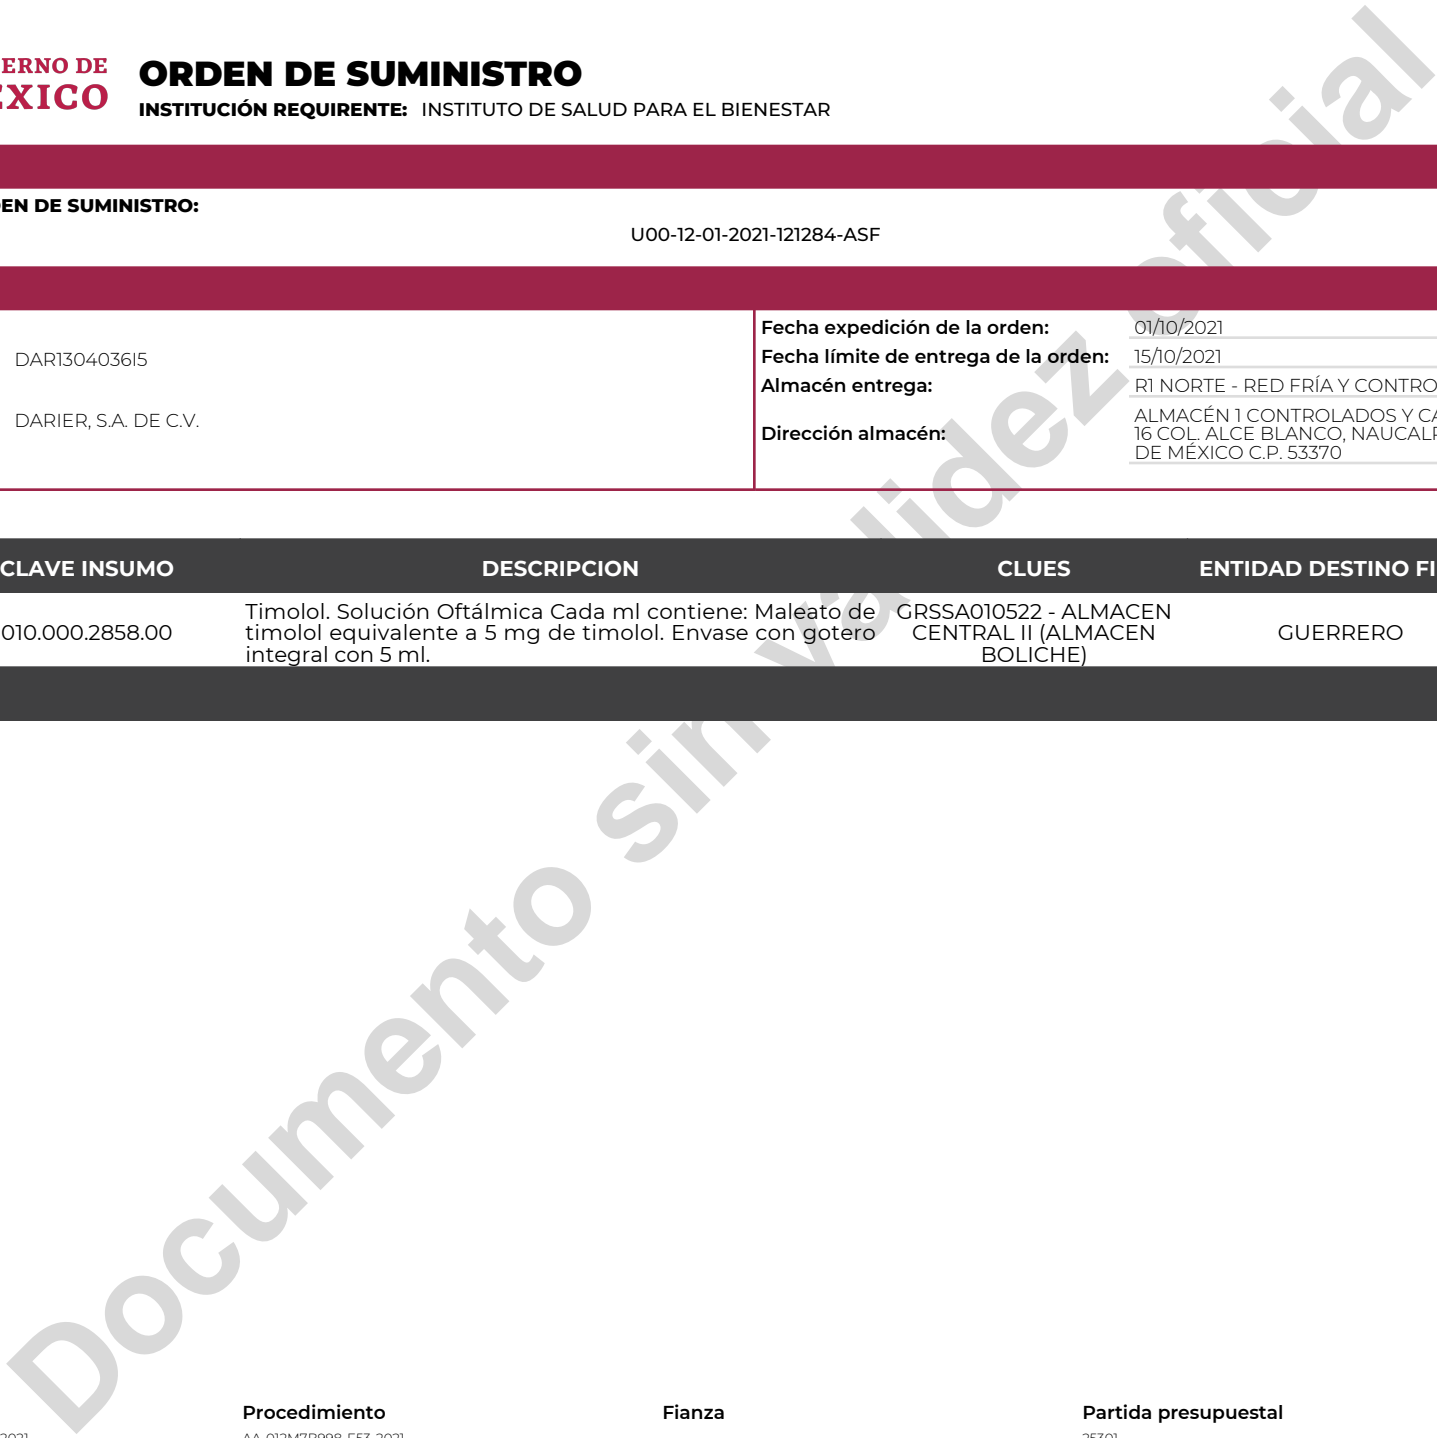 ERNO DE
EXICO
ORDEN DE SUMINISTRO
INSTITUCIÓN REQUIRENTE: INSTITUTO DE SALUD PARA EL BIENESTAR
EN DE SUMINISTRO:
U00-12-01-2021-121284-ASF
DAR1304036I5
DARIER, S.A. DE C.V.
Fecha expedición de la orden: 01/10/2021
Fecha límite de entrega de la orden: 15/10/2021
Almacén entrega: R1 NORTE - RED FRÍA Y CONTRO
Dirección almacén: ALMACÉN 1 CONTROLADOS Y CA
16 COL. ALCE BLANCO, NAUCALP
DE MÉXICO C.P. 53370
CLAVE INSUMO DESCRIPCION CLUES ENTIDAD DESTINO FI
010.000.2858.00
Timolol. Solución Oftálmica Cada ml contiene: Maleato de
timolol equivalente a 5 mg de timolol. Envase con gotero
integral con 5 ml.
GRSSA010522 - ALMACEN
CENTRAL II (ALMACEN
BOLICHE)
GUERRERO
Procedimiento Fianza Partida presupuestal
Documento sin validez oficial